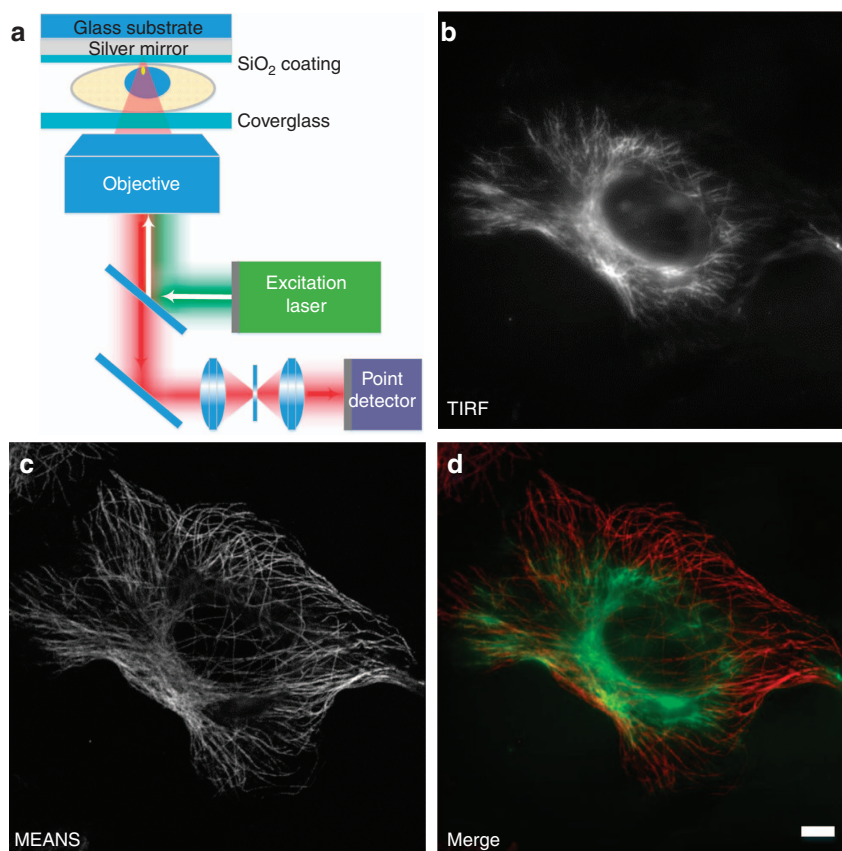 a
Glass substrate
Silver mirror
SiO₂ coating
Coverglass
Objective
Excitation
laser
Point
detector
b
TIRF
c
MEANS
d
Merge